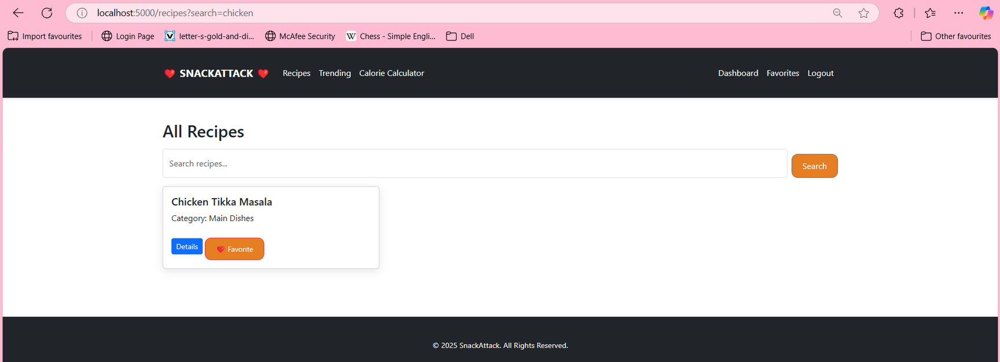 localhost:5000/recipes?search=chicken
Import favourites Login Page letter-s-gold-and-di... McAfee Security Chess - Simple Engli... Dell Other favourites
SNACKATTACK Recipes Trending Calorie Calculator Dashboard Favorites Logout
All Recipes
Search recipes... Search
Chicken Tikka Masala
Category: Main Dishes
Details Favorite
© 2025 SnackAttack. All Rights Reserved.